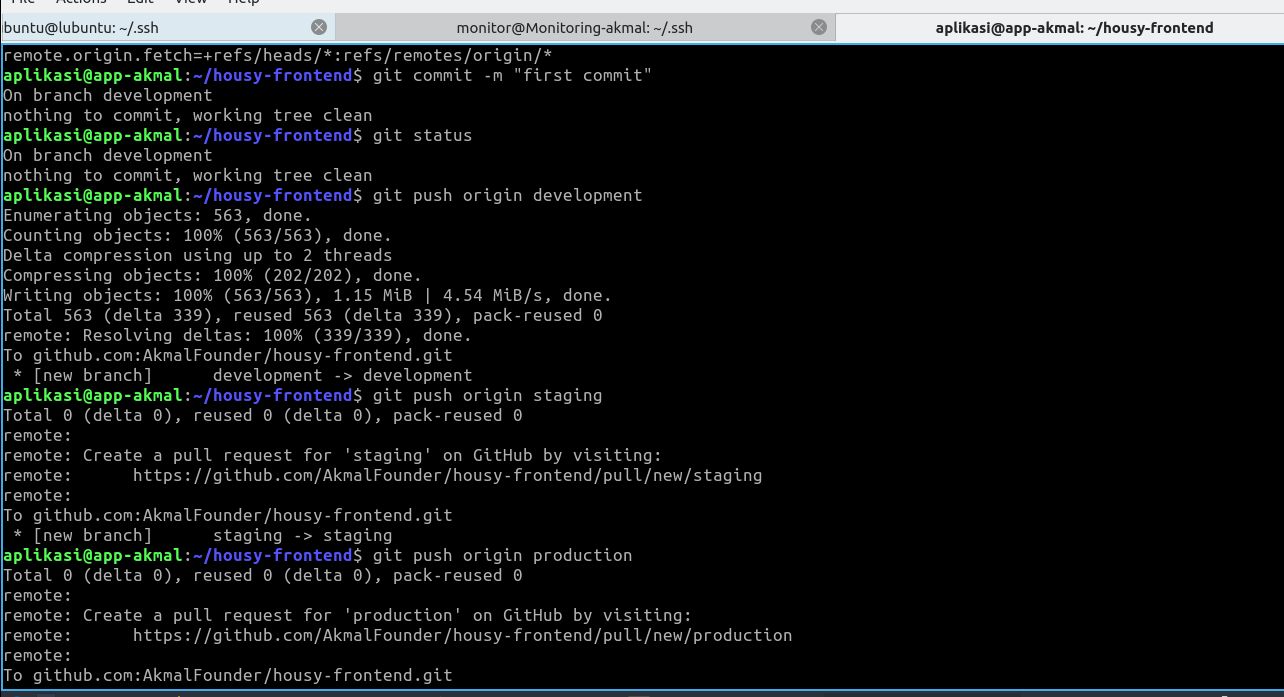 File Actions Edit View Help
buntu@lubuntu: ~/.ssh
monitor@Monitoring-akmal: ~/.ssh
aplikasi@app-akmal: ~/housy-frontend
remote.origin.fetch=+refs/heads/*:refs/remotes/origin/*
aplikasi@app-akmal:~/housy-frontend$ git commit -m "first commit"
On branch development
nothing to commit, working tree clean
aplikasi@app-akmal:~/housy-frontend$ git status
On branch development
nothing to commit, working tree clean
aplikasi@app-akmal:~/housy-frontend$ git push origin development
Enumerating objects: 563, done.
Counting objects: 100% (563/563), done.
Delta compression using up to 2 threads
Compressing objects: 100% (202/202), done.
Writing objects: 100% (563/563), 1.15 MiB | 4.54 MiB/s, done.
Total 563 (delta 339), reused 563 (delta 339), pack-reused 0
remote: Resolving deltas: 100% (339/339), done.
To github.com:AkmalFounder/housy-frontend.git
 * [new branch]      development -> development
aplikasi@app-akmal:~/housy-frontend$ git push origin staging
Total 0 (delta 0), reused 0 (delta 0), pack-reused 0
remote:
remote: Create a pull request for 'staging' on GitHub by visiting:
remote:      https://github.com/AkmalFounder/housy-frontend/pull/new/staging
remote:
To github.com:AkmalFounder/housy-frontend.git
 * [new branch]      staging -> staging
aplikasi@app-akmal:~/housy-frontend$ git push origin production
Total 0 (delta 0), reused 0 (delta 0), pack-reused 0
remote:
remote: Create a pull request for 'production' on GitHub by visiting:
remote:      https://github.com/AkmalFounder/housy-frontend/pull/new/production
remote:
To github.com:AkmalFounder/housy-frontend.git